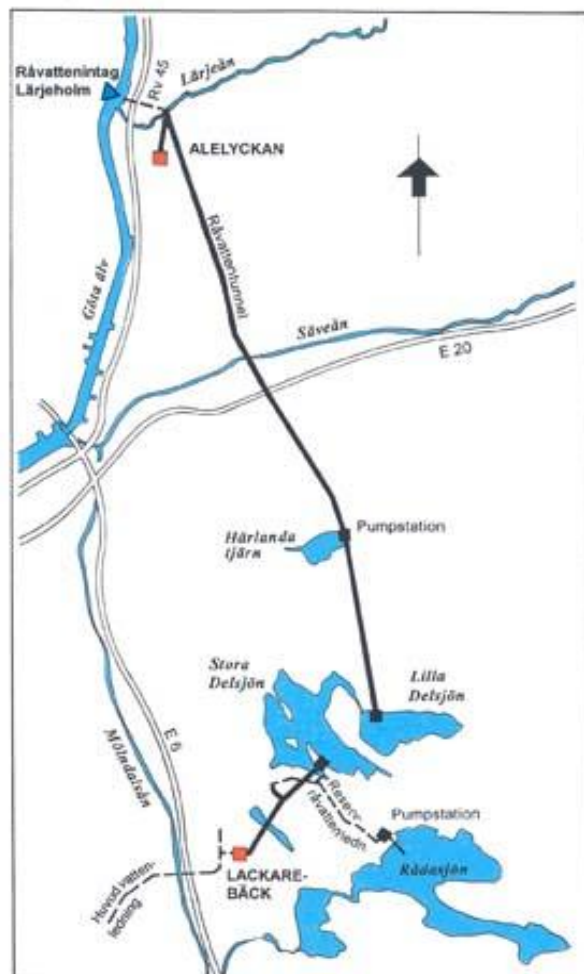 Råvattenintag
Lärjeholm
Rv 45
Lärjeån
ALELYCKAN
Råvattentunnel
Göta älv
Säveån
E 20
Pumpstation
Härlanda
tjärn
Stora
Delsjön
Lilla
Delsjön
E 6
Mölndalsån
Reserv-
råvattenledn.
Pumpstation
Rådasjön
LACKARE-
BÄCK
Huvud vatten-
ledning